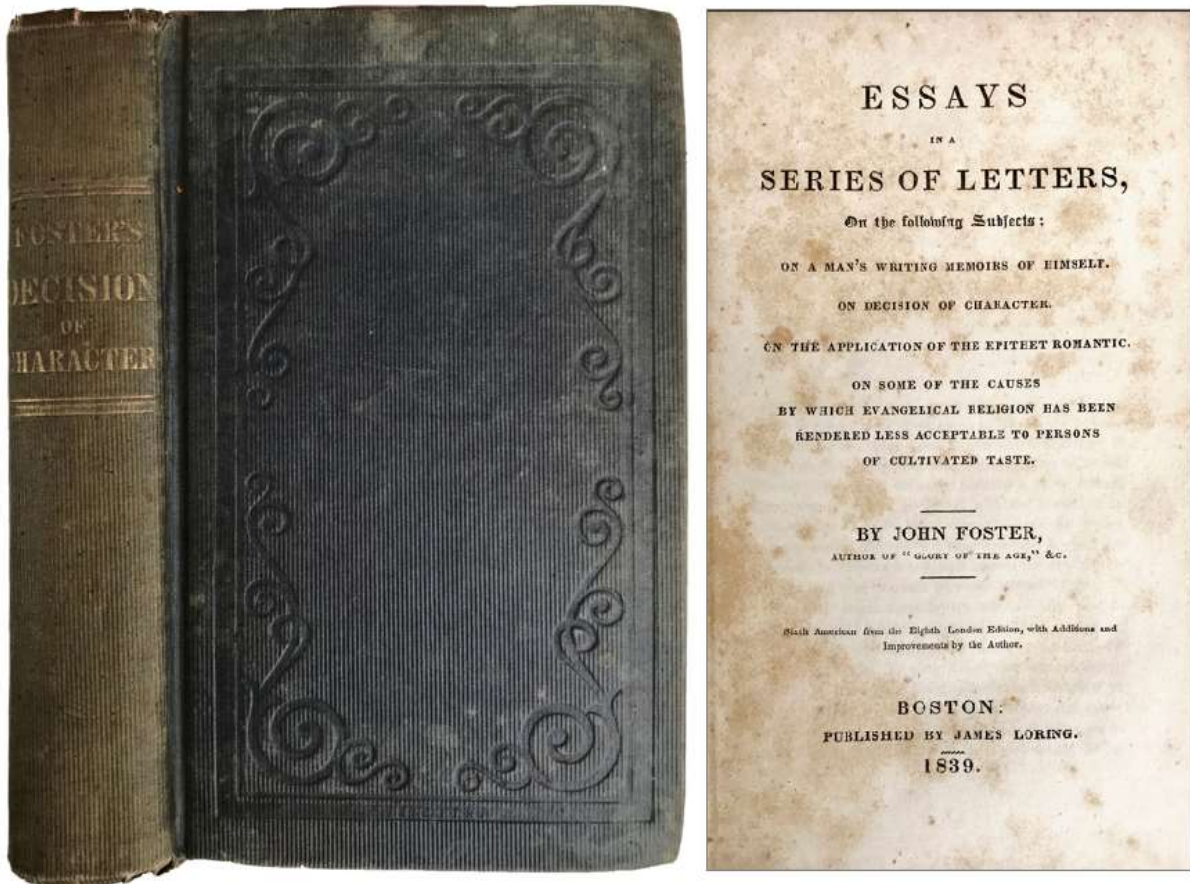 FOSTER'S
DECISION
OF
CHARACTER
ESSAYS
IN A
SERIES OF LETTERS,
On the following Subjects:
ON A MAN'S WRITING MEMOIRS OF HIMSELF.
ON DECISION OF CHARACTER.
ON THE APPLICATION OF THE EPITHET ROMANTIC.
ON SOME OF THE CAUSES
BY WHICH EVANGELICAL RELIGION HAS BEEN
RENDERED LESS ACCEPTABLE TO PERSONS
OF CULTIVATED TASTE.
BY JOHN FOSTER,
AUTHOR OF "GLORY OF THE AGE," &C.
Sixth American from the Eighth London Edition, with Additions and
Improvements by the Author.
BOSTON:
PUBLISHED BY JAMES LORING.
1839.